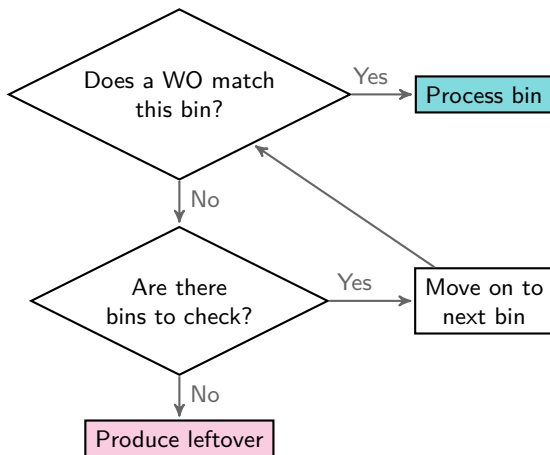 Does a WO match
this bin?
Yes
Process bin
No
Are there
bins to check?
Yes
Move on to
next bin
No
Produce leftover